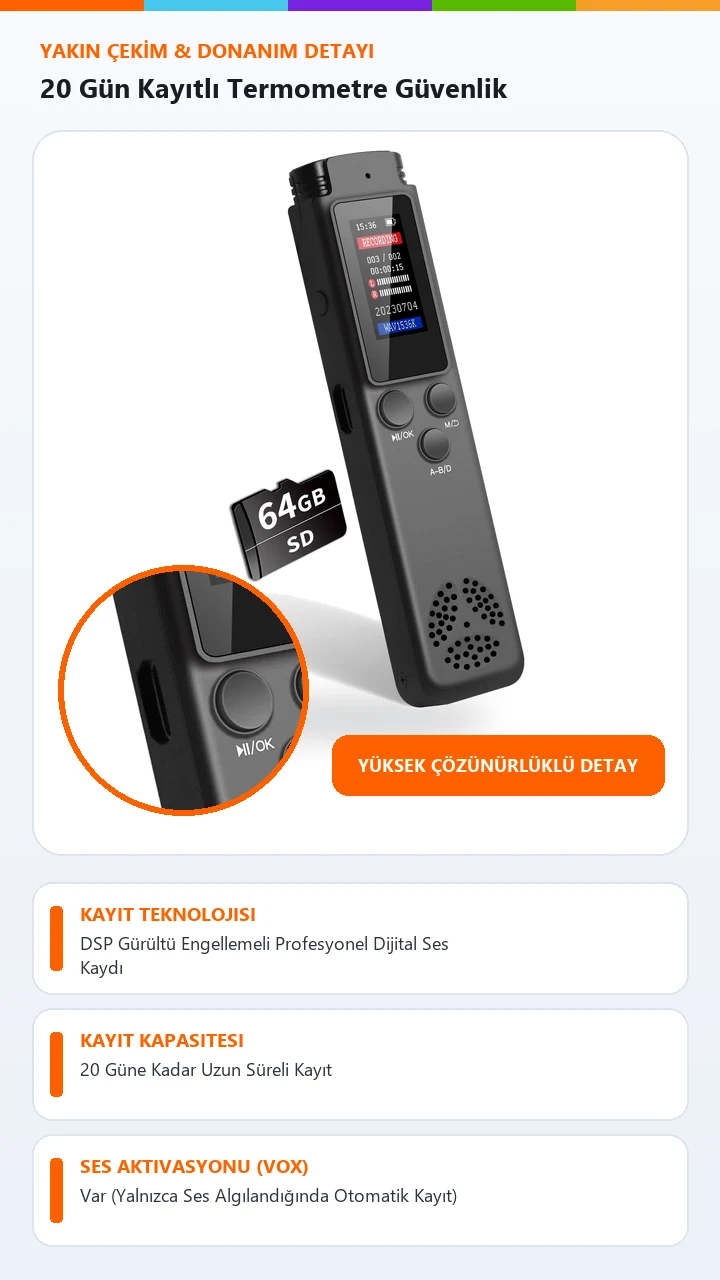 YAKIN ÇEKİM & DONANIM DETAYI
20 Gün Kayıtlı Termometre Güvenlik
15:36
RECORDING
003 / 002
00:00:15
L
R
20230704
WAV1536K
▶II/OK
M/⮌
A-B/D
64GB
SD
▶II/OK
YÜKSEK ÇÖZÜNÜRLÜKLÜ DETAY
KAYIT TEKNOLOJISI
DSP Gürültü Engellemeli Profesyonel Dijital Ses
Kaydı
KAYIT KAPASITESI
20 Güne Kadar Uzun Süreli Kayıt
SES AKTIVASYONU (VOX)
Var (Yalnızca Ses Algılandığında Otomatik Kayıt)